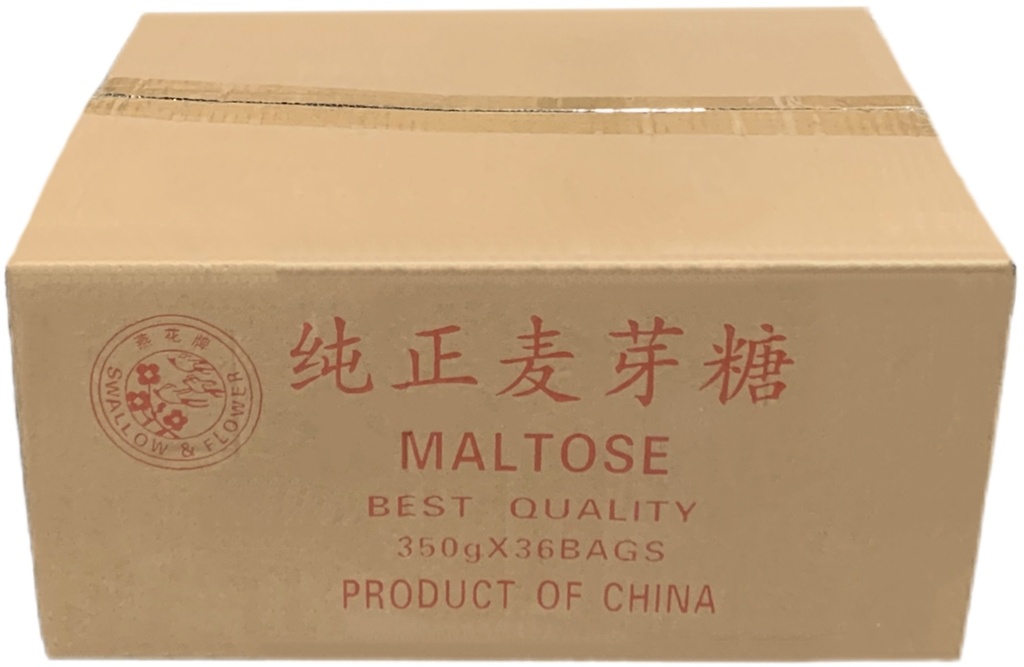 燕花牌
SWALLOW & FLOWER
纯正麦芽糖
MALTOSE
BEST QUALITY
350gX36BAGS
PRODUCT OF CHINA